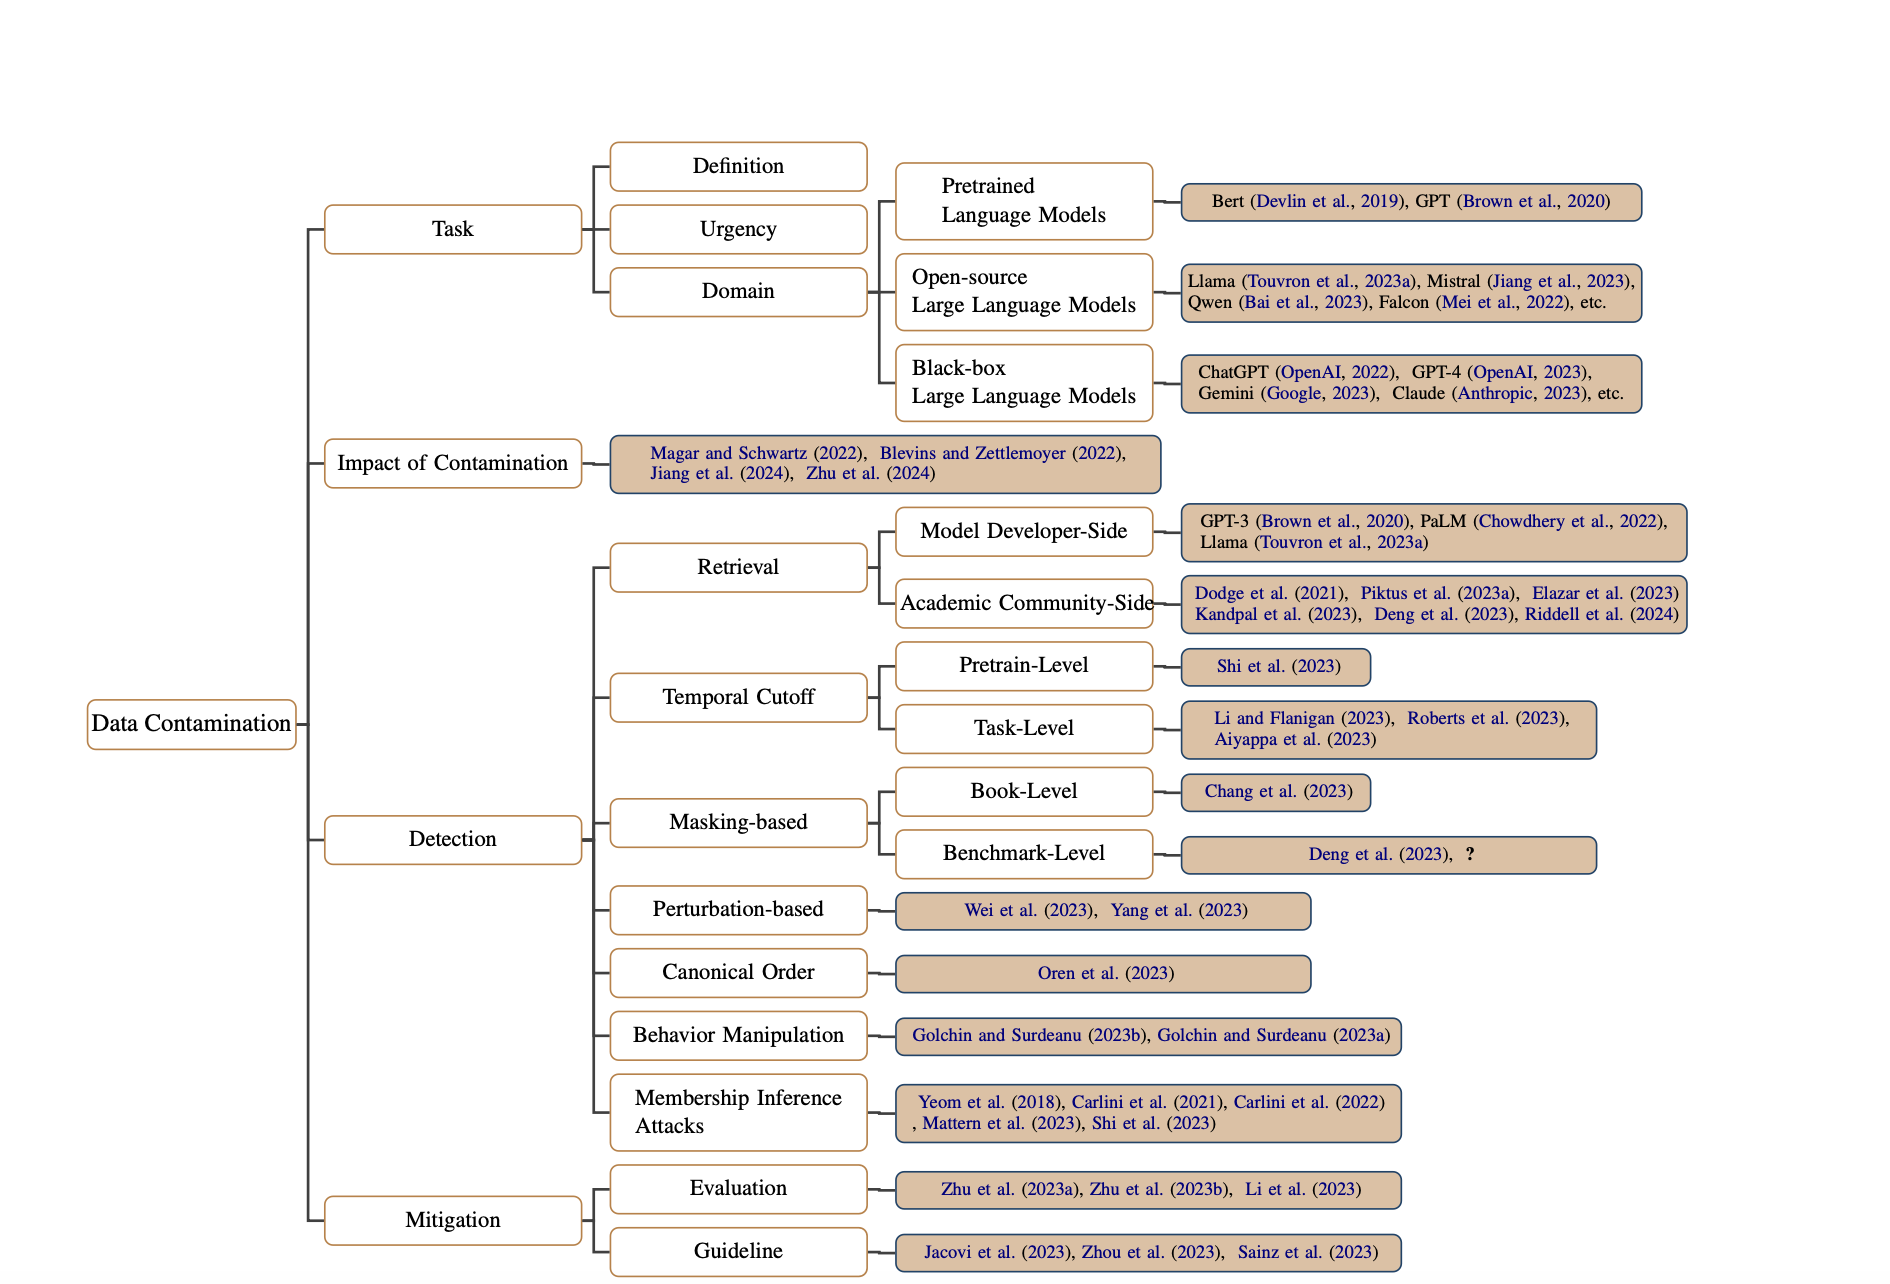 Data Contamination
Task
Definition
Urgency
Domain
Pretrained
Language Models
Bert (Devlin et al., 2019), GPT (Brown et al., 2020)
Open-source
Large Language Models
Llama (Touvron et al., 2023a), Mistral (Jiang et al., 2023),
Qwen (Bai et al., 2023), Falcon (Mei et al., 2022), etc.
Black-box
Large Language Models
ChatGPT (OpenAI, 2022), GPT-4 (OpenAI, 2023),
Gemini (Google, 2023), Claude (Anthropic, 2023), etc.
Impact of Contamination
Magar and Schwartz (2022), Blevins and Zettlemoyer (2022),
Jiang et al. (2024), Zhu et al. (2024)
Detection
Retrieval
Model Developer-Side
GPT-3 (Brown et al., 2020), PaLM (Chowdhery et al., 2022),
Llama (Touvron et al., 2023a)
Academic Community-Side
Dodge et al. (2021), Piktus et al. (2023a), Elazar et al. (2023)
Kandpal et al. (2023), Deng et al. (2023), Riddell et al. (2024)
Temporal Cutoff
Pretrain-Level
Shi et al. (2023)
Task-Level
Li and Flanigan (2023), Roberts et al. (2023),
Aiyappa et al. (2023)
Masking-based
Book-Level
Chang et al. (2023)
Benchmark-Level
Deng et al. (2023), ?
Perturbation-based
Wei et al. (2023), Yang et al. (2023)
Canonical Order
Oren et al. (2023)
Behavior Manipulation
Golchin and Surdeanu (2023b), Golchin and Surdeanu (2023a)
Membership Inference
Attacks
Yeom et al. (2018), Carlini et al. (2021), Carlini et al. (2022)
, Mattern et al. (2023), Shi et al. (2023)
Mitigation
Evaluation
Zhu et al. (2023a), Zhu et al. (2023b), Li et al. (2023)
Guideline
Jacovi et al. (2023), Zhou et al. (2023), Sainz et al. (2023)